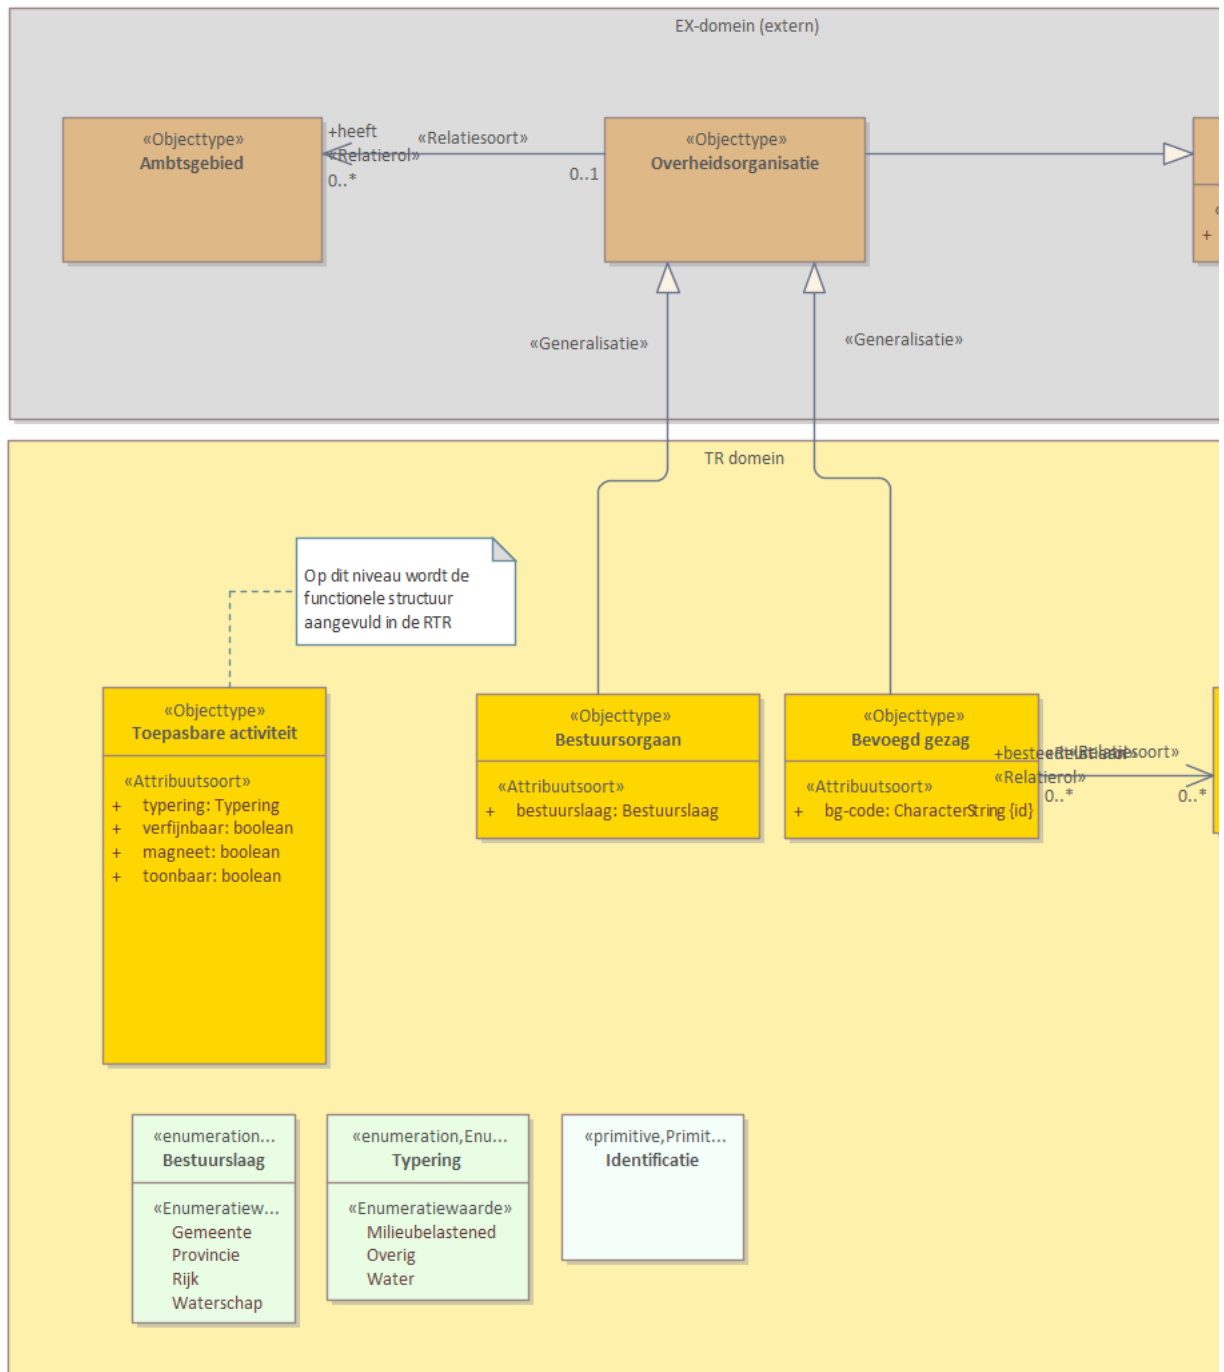 EX-domein (extern)
«Objecttype»
Ambtsgebied
+heeft
«Relatierol»
0..*
«Relatiesoort»
0..1
«Objecttype»
Overheidsorganisatie
«
+
«Generalisatie»
«Generalisatie»
TR domein
Op dit niveau wordt de
functionele structuur
aangevuld in de RTR
«Objecttype»
Toepasbare activiteit
«Attribuutsoort»
+ typering: Typering
+ verfijnbaar: boolean
+ magneet: boolean
+ toonbaar: boolean
«Objecttype»
Bestuursorgaan
«Attribuutsoort»
+ bestuurslaag: Bestuurslaag
«Objecttype»
Bevoegd gezag
«Attribuutsoort»
+ bg-code: CharacterString {id}
«Relatiesoort»
«Relatierol»
0..*
0..*
«enumeration...
Bestuurslaag
«Enumeratiew...
Gemeente
Provincie
Rijk
Waterschap
«enumeration,Enu...
Typering
«Enumeratiewaarde»
Milieubelastened
Overig
Water
«primitive,Primit...
Identificatie